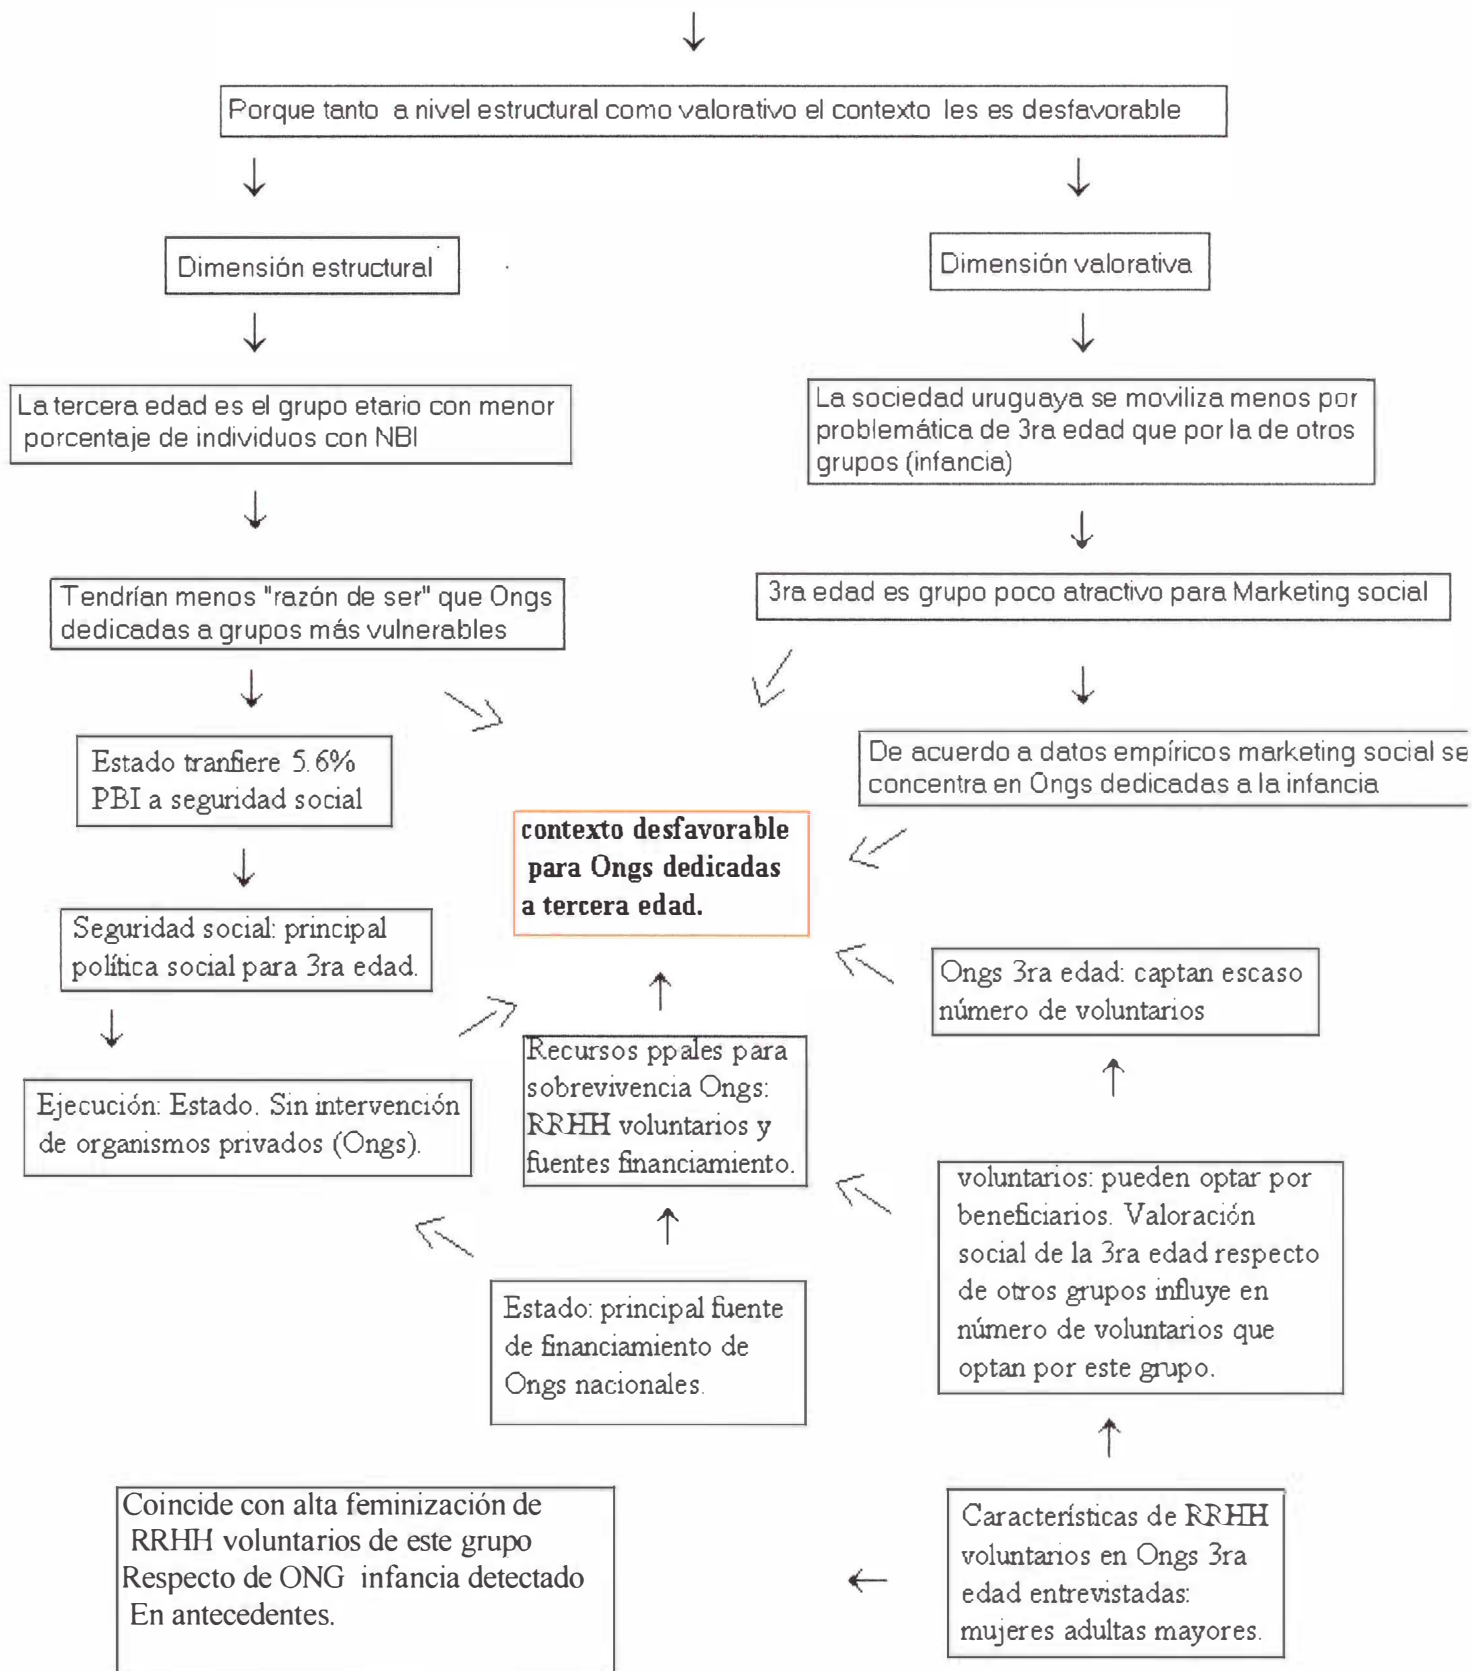 Porque tanto a nivel estructural como valorativo el contexto les es desfavorable
Dimensión estructural
Dimensión valorativa
La tercera edad es el grupo etario con menor
porcentaje de individuos con NBI
La sociedad uruguaya se moviliza menos por
problemática de 3ra edad que por la de otros
grupos (infancia)
Tendrían menos "razón de ser" que Ongs
dedicadas a grupos más vulnerables
3ra edad es grupo poco atractivo para Marketing social
Estado tranfiere 5.6%
PBI a seguridad social
De acuerdo a datos empíricos marketing social se
concentra en Ongs dedicadas a la infancia
contexto desfavorable
para Ongs dedicadas
a tercera edad.
Seguridad social: principal
política social para 3ra edad.
Ongs 3ra edad: captan escaso
número de voluntarios
Recursos ppales para
sobrevivencia Ongs:
RRHH voluntarios y
fuentes financiamiento.
Ejecución: Estado. Sin intervención
de organismos privados (Ongs).
voluntarios: pueden optar por
beneficiarios. Valoración
social de la 3ra edad respecto
de otros grupos influye en
número de voluntarios que
optan por este grupo.
Estado: principal fuente
de financiamiento de
Ongs nacionales.
Coincide con alta feminización de
RRHH voluntarios de este grupo
Respecto de ONG infancia detectado
En antecedentes.
Características de RRHH
voluntarios en Ongs 3ra
edad entrevistadas:
mujeres adultas mayores.